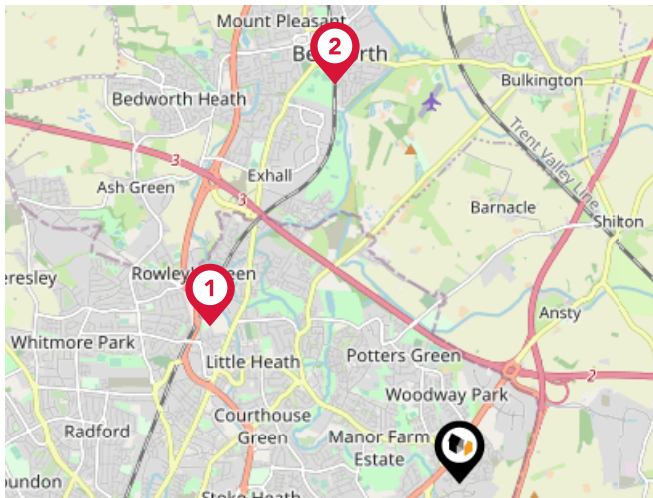 Mount Pleasant
2
Bedworth
Bulkington
Bedworth Heath
Trent Valley Line
3
Exhall
Ash Green
3
Barnacle
Shilton
Rowley's Green
eresley
1
Ansty
Whitmore Park
Little Heath
Potters Green
2
Woodway Park
Courthouse
Green
Radford
Manor Farm
Estate
oundon
Stoke Heath